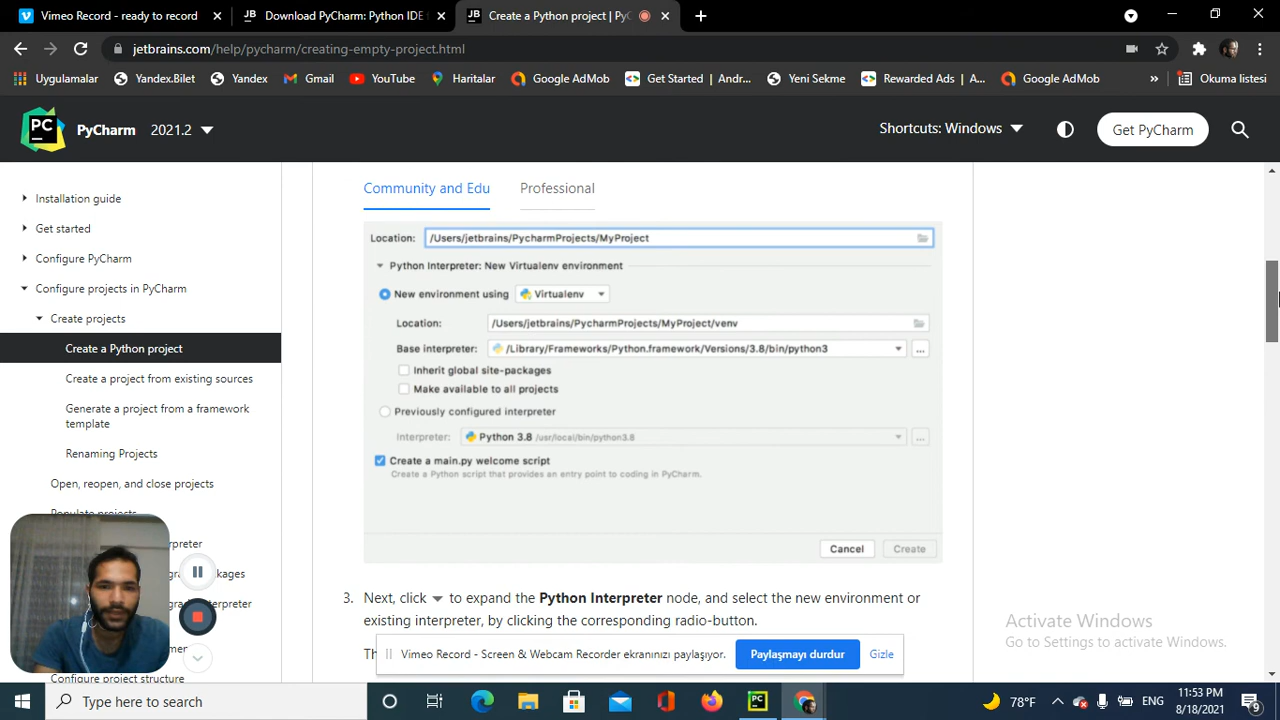 Vimeo Record - ready to record
Download PyCharm: Python IDE
Create a Python project | Py
jetbrains.com/help/pycharm/creating-empty-project.html
Uygulamalar
Yandex.Bilet
Yandex
Gmail
YouTube
Haritalar
Google AdMob
Get Started | Andr...
Yeni Sekme
Rewarded Ads | A...
Google AdMob
»
Okuma listesi
PC
PyCharm
2021.2
Shortcuts: Windows
Get PyCharm
Installation guide
Get started
Configure PyCharm
Configure projects in PyCharm
Create projects
Create a Python project
Create a project from existing sources
Generate a project from a framework
template
Renaming Projects
Open, reopen, and close projects
Populate projects
rpreter
kages
terpreter
Configure project structure
Community and Edu
Professional
Location: /Users/jetbrains/PycharmProjects/MyProject
Python Interpreter: New Virtualenv environment
New environment using Virtualenv
Location: /Users/jetbrains/PycharmProjects/MyProject/venv
Base interpreter: /Library/Frameworks/Python.framework/Versions/3.8/bin/python3 ...
Inherit global site-packages
Make available to all projects
Previously configured interpreter
Interpreter: Python 3.8 /usr/local/bin/python3.8 ...
Create a main.py welcome script
Create a Python script that provides an entry point to coding in PyCharm.
Cancel
Create
3. Next, click to expand the Python Interpreter node, and select the new environment or
existing interpreter, by clicking the corresponding radio-button.
Vimeo Record - Screen & Webcam Recorder ekranınızı paylaşıyor.
Paylaşmayı durdur
Gizle
Activate Windows
Go to Settings to activate Windows.
Type here to search
78°F
ENG
11:53 PM
8/18/2021
9